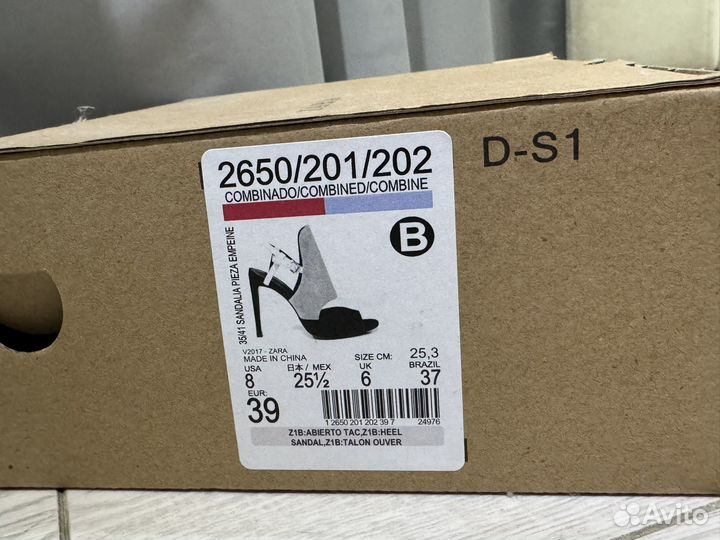 D-S1
2650/201/202
COMBINADO/COMBINED/COMBINE
B
35/41 SANDALIA PIEZA EMPEINE
V2017 - ZARA
MADE IN CHINA
SIZE CM: 25,3
USA 日本 / MEX UK BRAZIL
8 25½ 6 37
EUR:
39
1 2650 201 202 39 7 24976
Z1B:ABIERTO TAC,Z1B:HEEL
SANDAL,Z1B:TALON OUVER
Avito